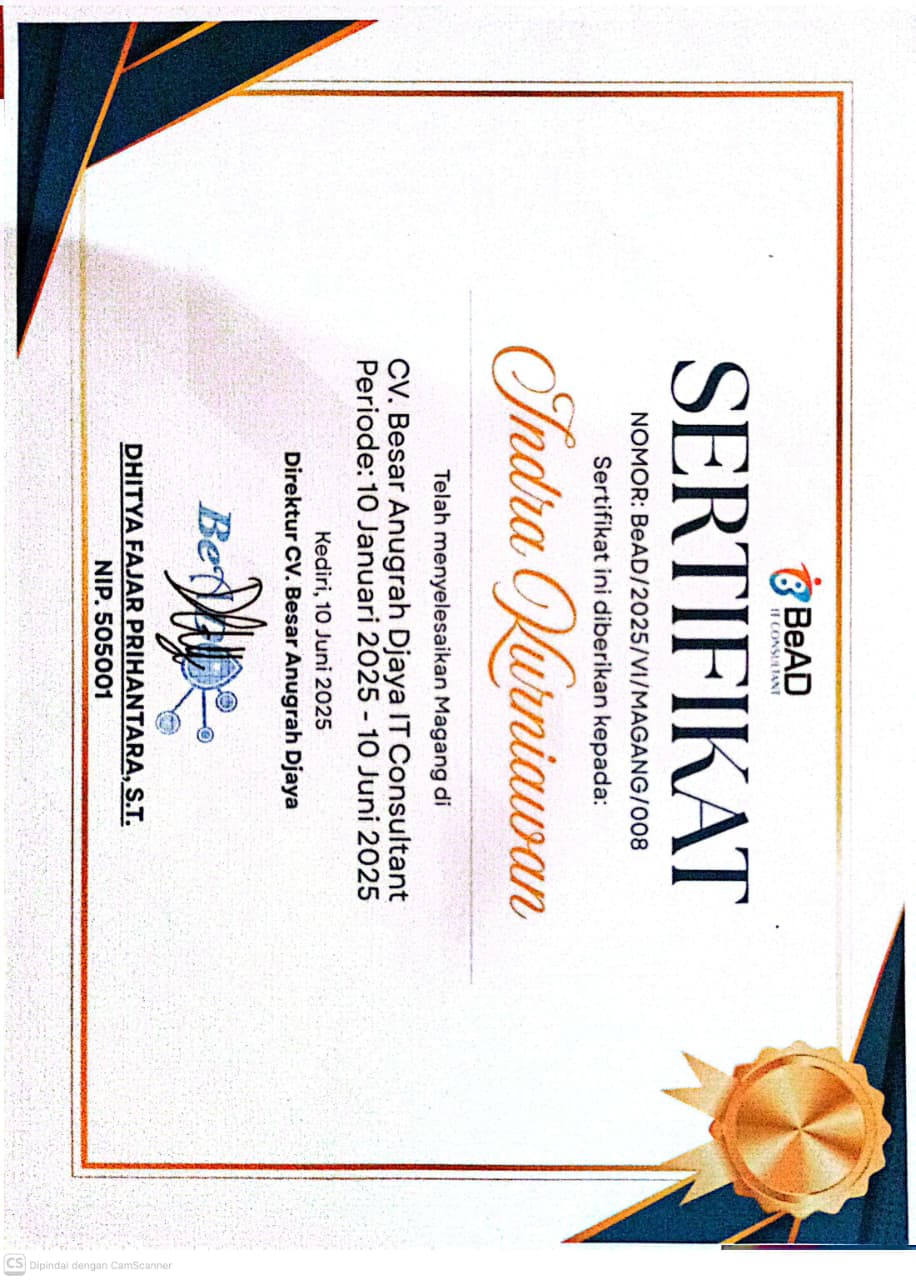 BeAD
IT CONSULTANT
SERTIFIKAT
NOMOR: BeAD/2025/VI/MAGANG/008
Sertifikat ini diberikan kepada:
Indra Kurniawan
Telah menyelesaikan Magang di
CV. Besar Anugrah Djaya IT Consultant
Periode: 10 Januari 2025 - 10 Juni 2025
Kediri, 10 Juni 2025
Direktur CV. Besar Anugrah Djaya
BeAD
DHITYA FAJAR PRIHANTARA, S.T.
NIP. 505001
CS Dipindai dengan CamScanner